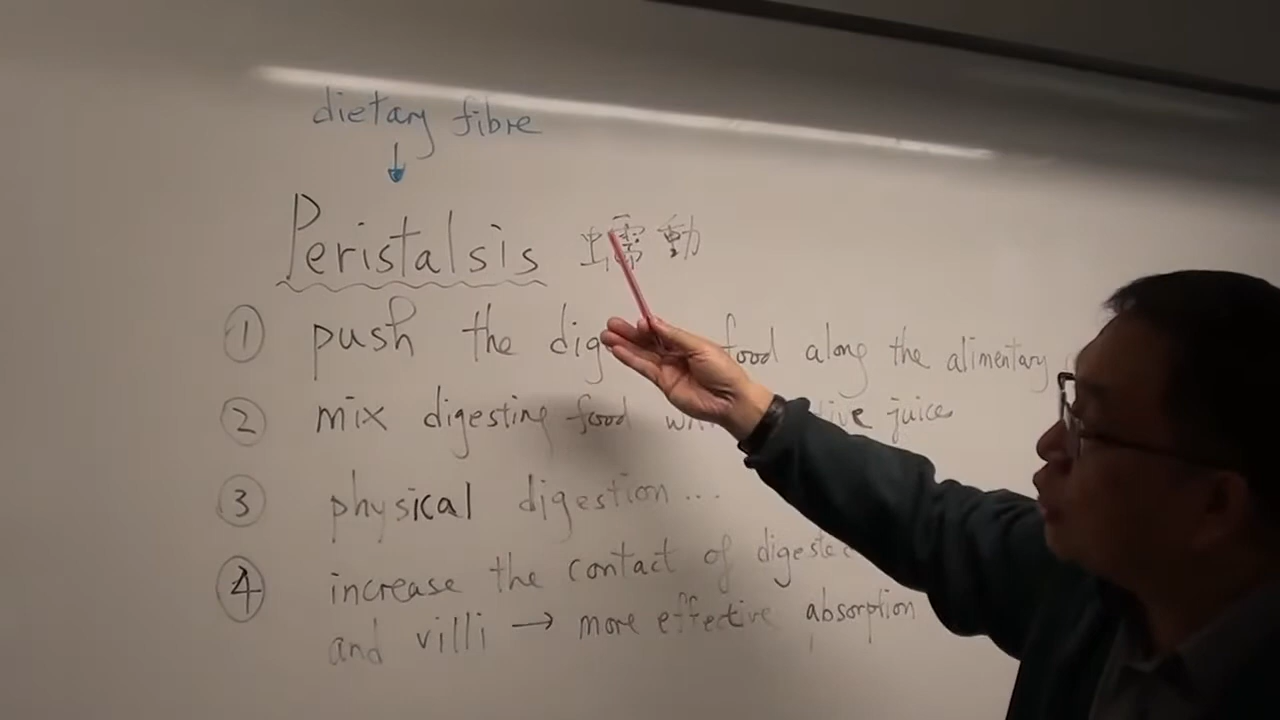 dietary fibre
↓
Peristalsis 蠕動
① push the food along the alimentary
② mix digesting food juice
③ physical digestion...
④ increase the contact of
and villi → more effective absorption